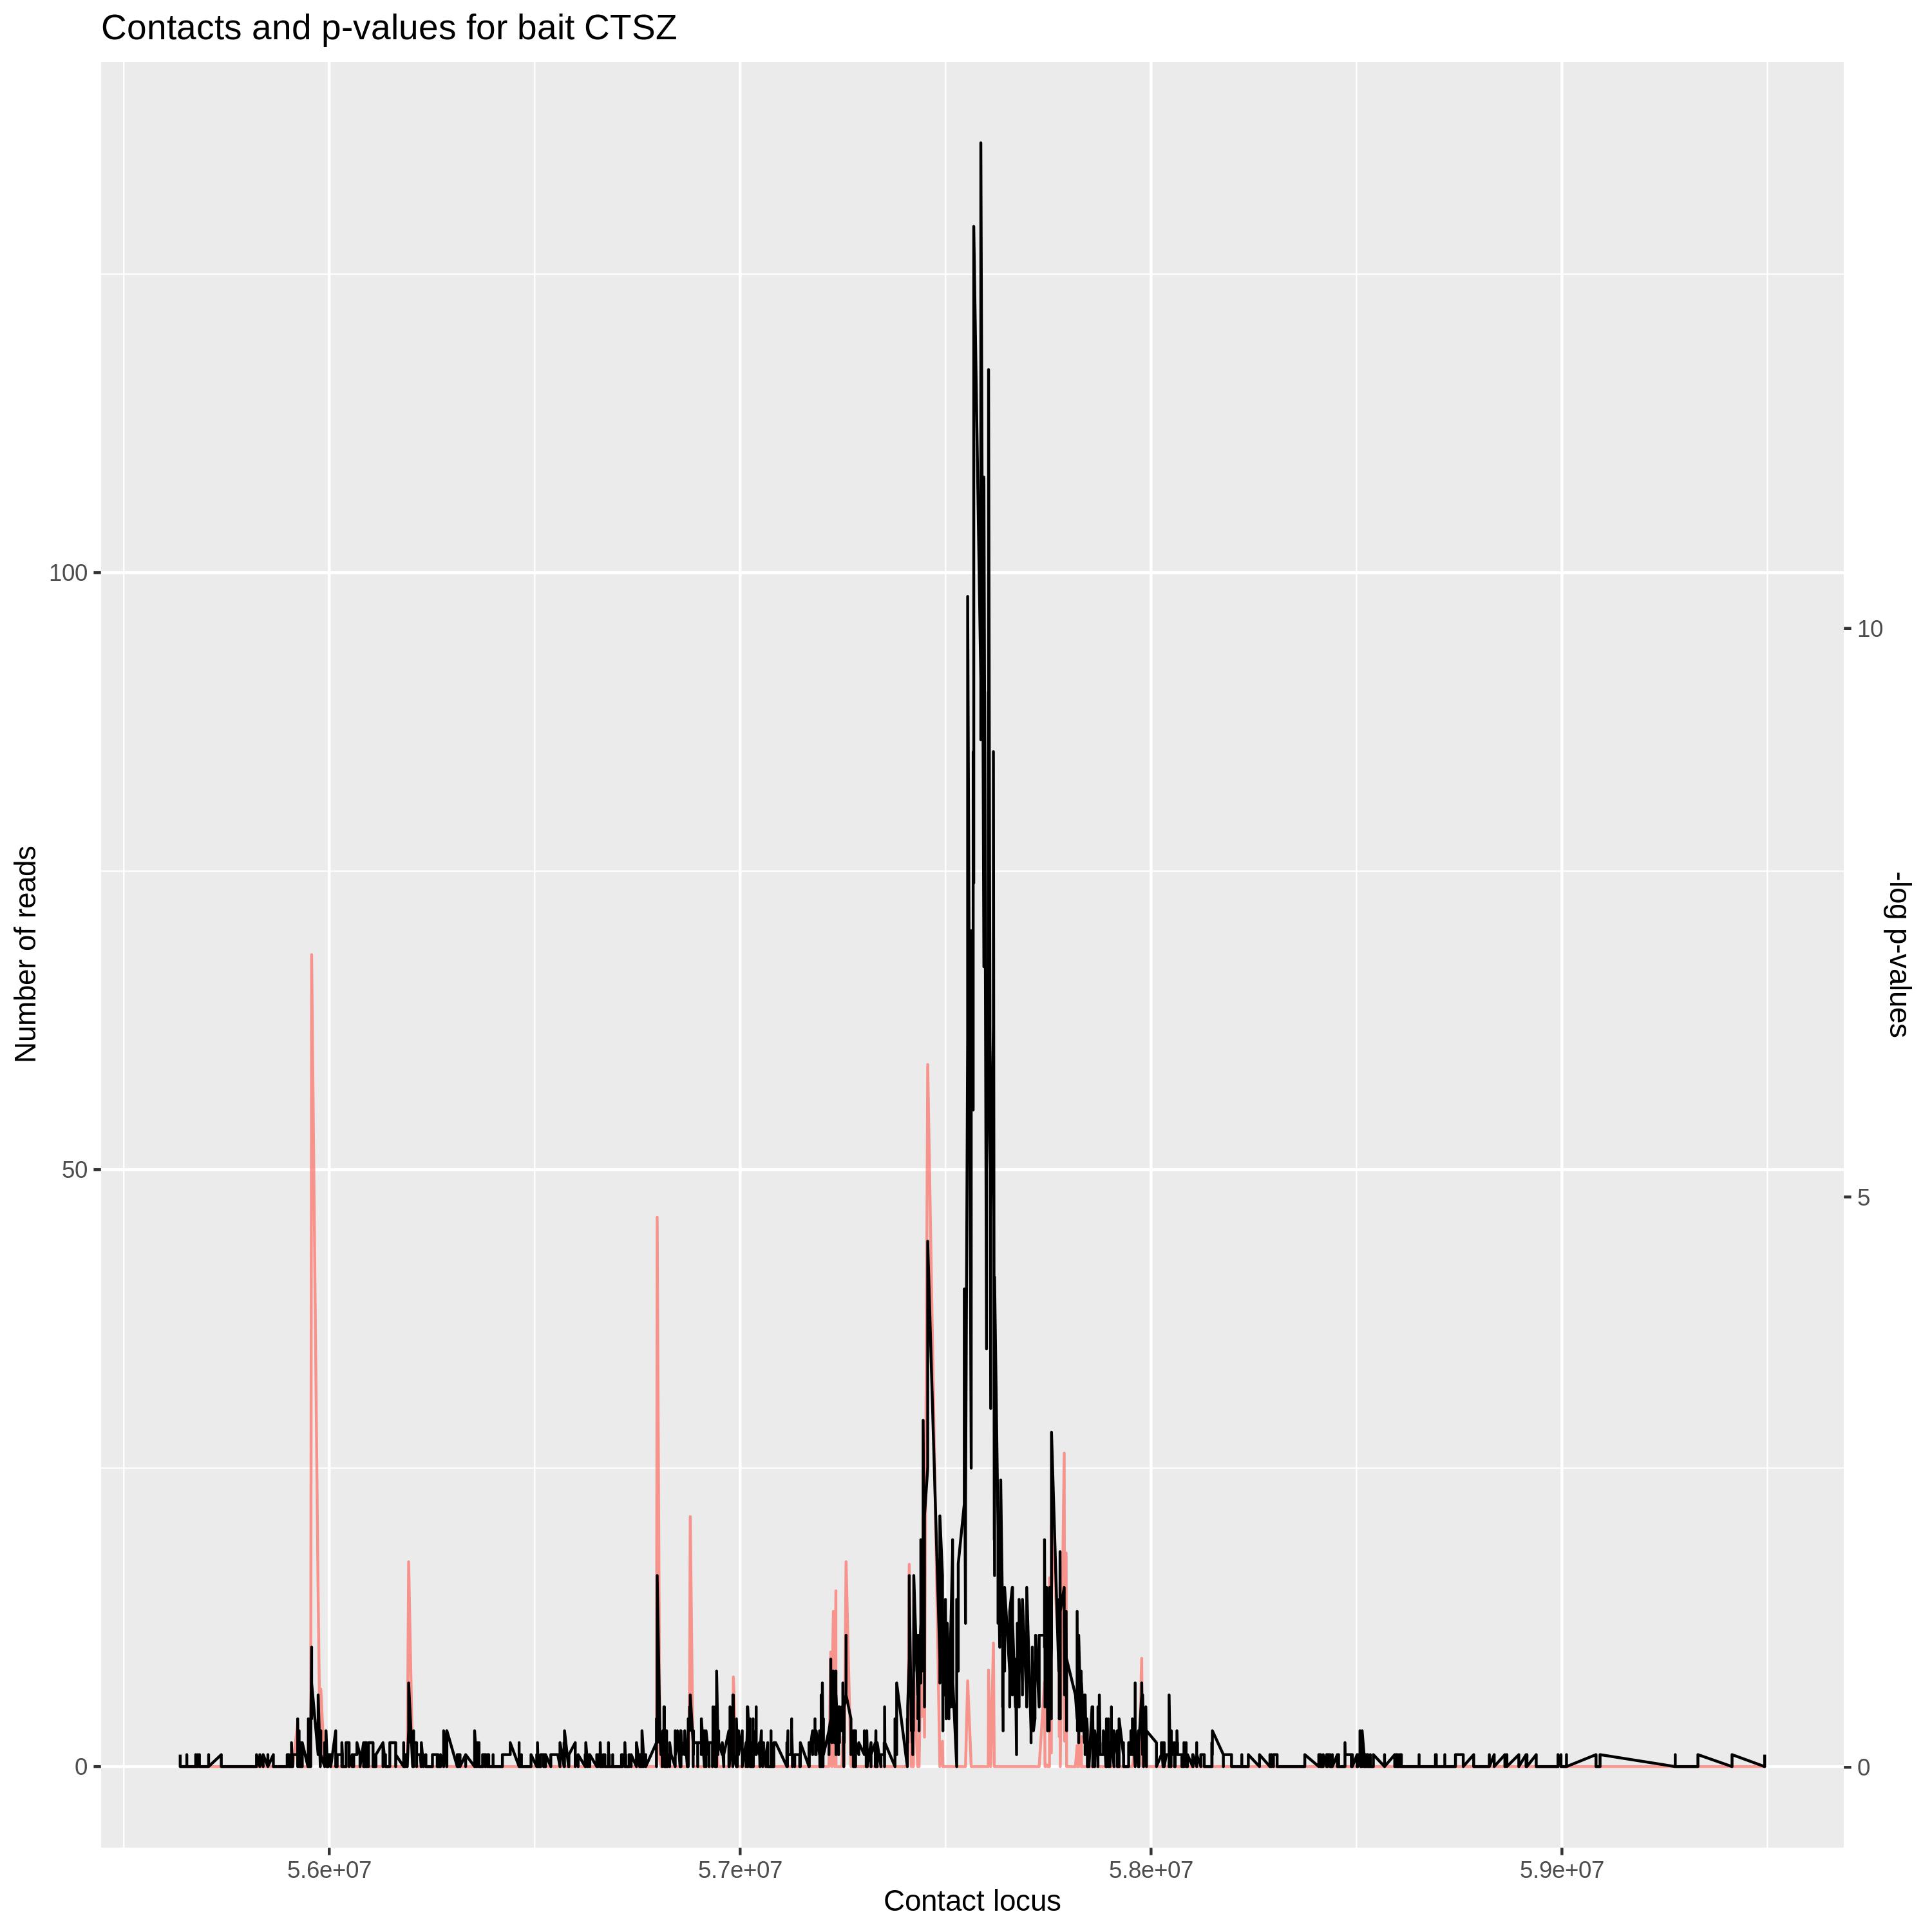 Contacts and p-values for bait CTSZ
Number of reads
100
50
0
10
5
0
-log p-values
5.6e+07 5.7e+07 5.8e+07 5.9e+07
Contact locus